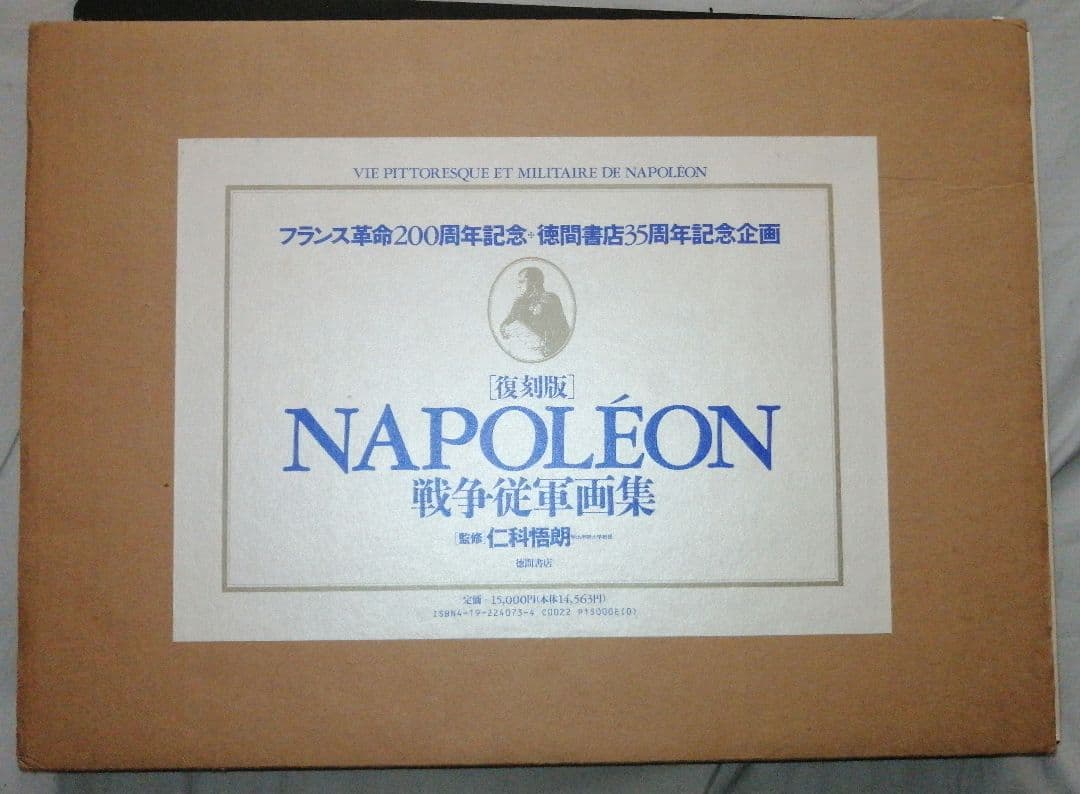 VIE PITTORESQUE ET MILITAIRE DE NAPOLÉON
フランス革命200周年記念+徳間書店35周年記念企画
[復刻版]
NAPOLÉON
戦争・従軍画集
[監修 仁科悟朗
徳間書店
定価 15,000円(本体14,563円)
ISBN4-19-224073-4 C0022 P15000E(0)